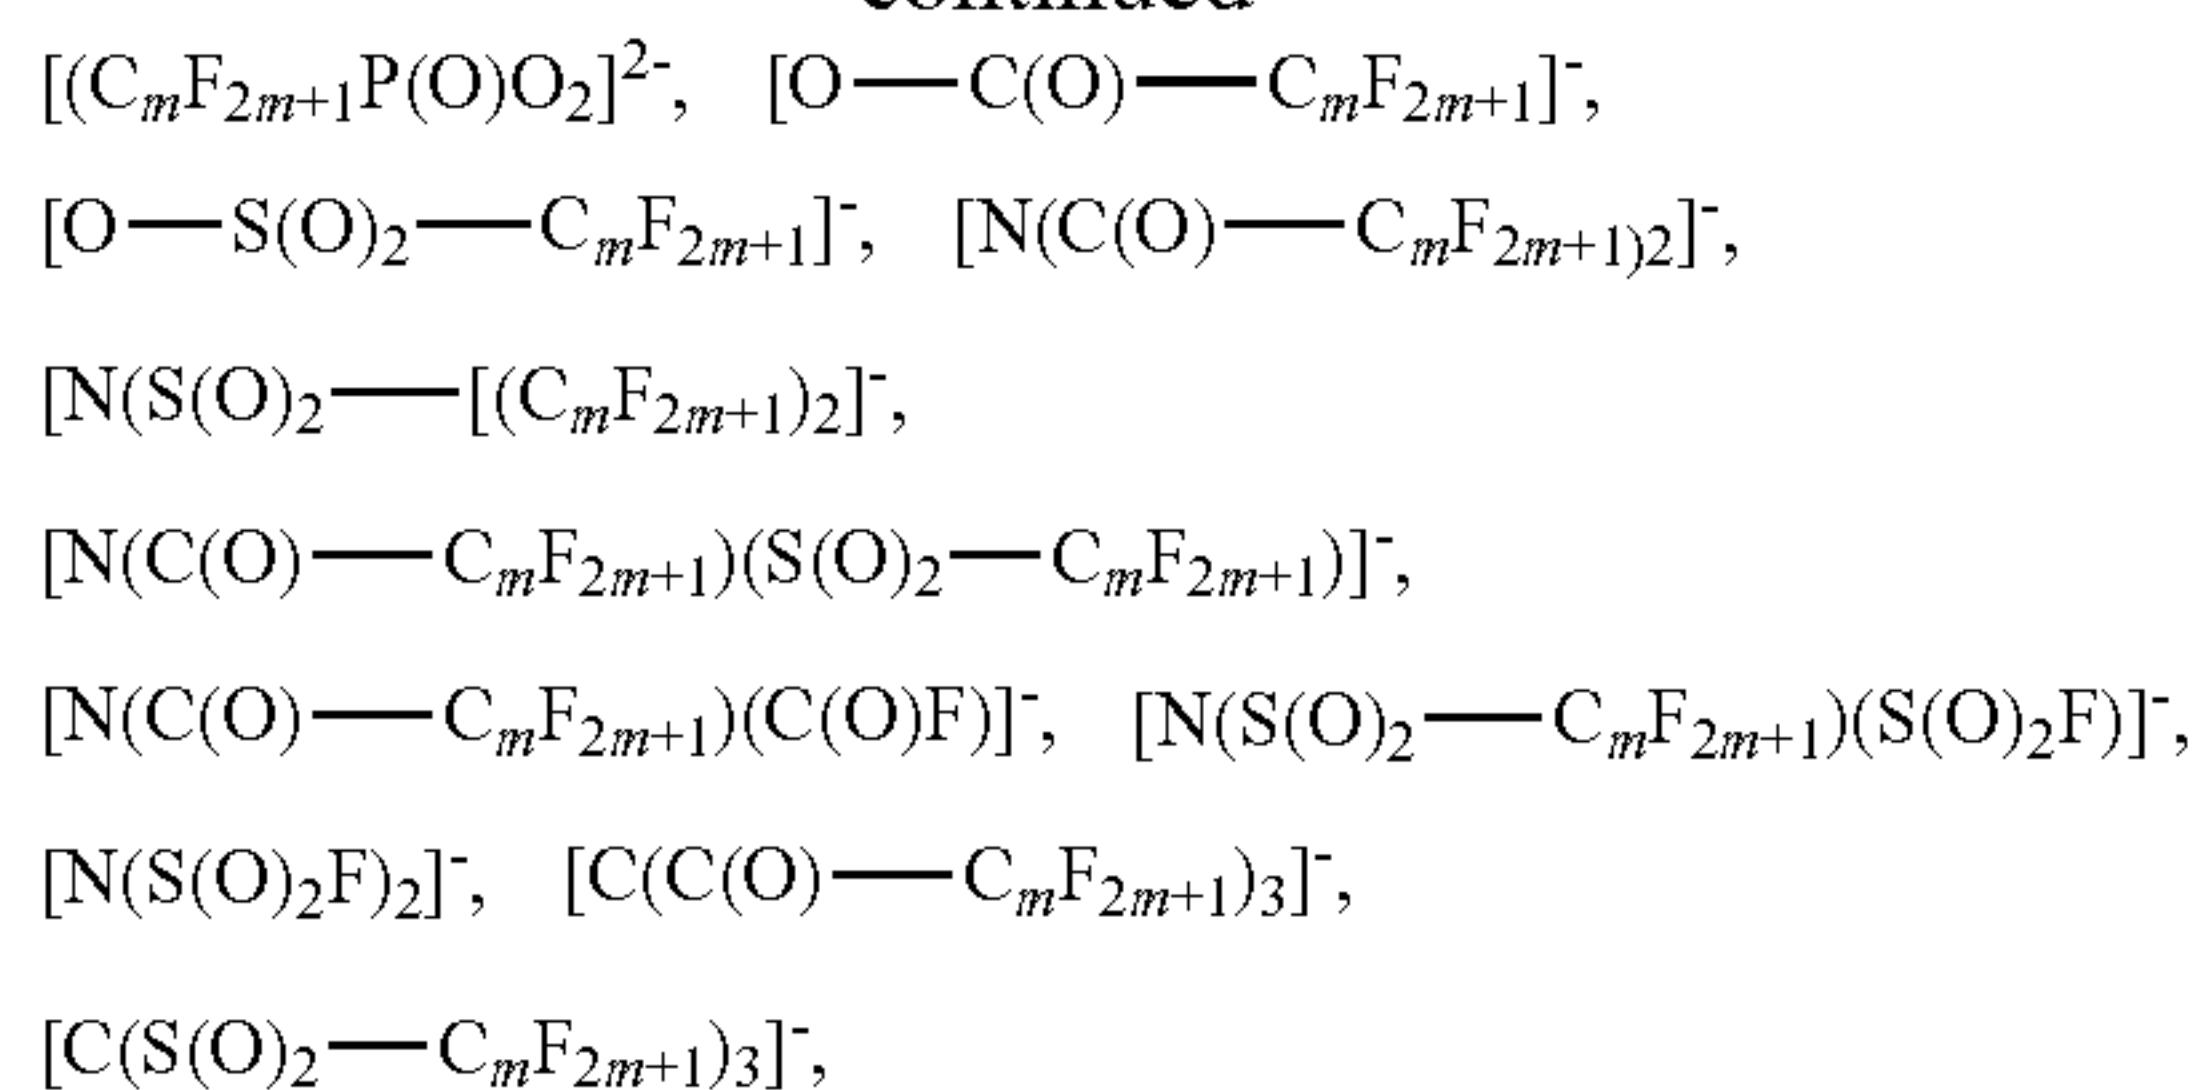 continued
[(CₘF₂ₘ₊₁P(O)O₂]²⁻, [O—C(O)—CₘF₂ₘ₊₁]⁻,
[O—S(O)₂—CₘF₂ₘ₊₁]⁻, [N(C(O)—CₘF₂ₘ₊₁₎₂]⁻,
[N(S(O)₂—[(CₘF₂ₘ₊₁)₂]⁻,
[N(C(O)—CₘF₂ₘ₊₁)(S(O)₂—CₘF₂ₘ₊₁)]⁻,
[N(C(O)—CₘF₂ₘ₊₁)(C(O)F)]⁻, [N(S(O)₂—CₘF₂ₘ₊₁)(S(O)₂F)]⁻,
[N(S(O)₂F)₂]⁻, [C(C(O)—CₘF₂ₘ₊₁)₃]⁻,
[C(S(O)₂—CₘF₂ₘ₊₁)₃]⁻,